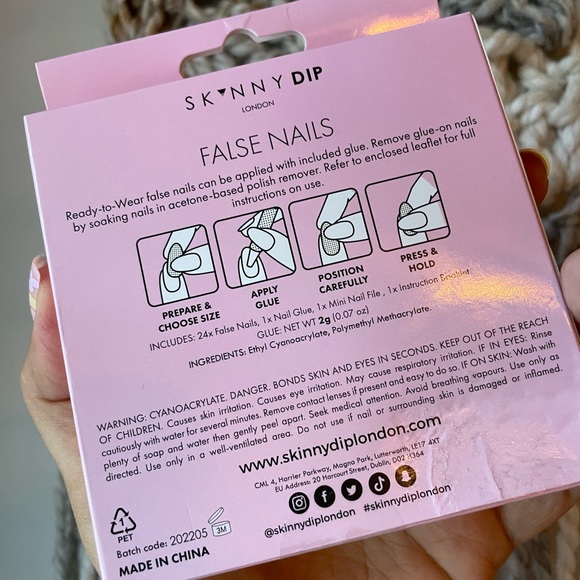 SKNNY DIP
LONDON
FALSE NAILS
Ready-to-Wear false nails can be applied with included glue. Remove glue-on nails
by soaking nails in acetone-based polish remover. Refer to enclosed leaflet for full
instructions on use.
PREPARE &
CHOOSE SIZE
APPLY
GLUE
POSITION
CAREFULLY
PRESS &
HOLD
INCLUDES: 24x False Nails, 1x Nail Glue, 1x Mini Nail File, 1x Instruction Booklet
GLUE: NET WT 2g (0.07 oz)
INGREDIENTS: Ethyl Cyanoacrylate, Polymethyl Methacrylate.
WARNING: CYANOACRYLATE. DANGER. BONDS SKIN AND EYES IN SECONDS. KEEP OUT OF THE REACH
OF CHILDREN. Causes skin irritation. Causes eye irritation. May cause respiratory irritation. IF IN EYES: Rinse
cautiously with water for several minutes. Remove contact lenses if present and easy to do so. IF ON SKIN: Wash with
plenty of soap and water then gently peel apart. Seek medical attention. Avoid breathing vapours. Use only as
directed. Use only in a well-ventilated area. Do not use if nail or surrounding skin is damaged or inflamed.
www.skinnydiplondon.com
CML 4, Harrier Parkway, Magna Park, Lutterworth, LE17 4XT
EU Address: 20 Harcourt Street, Dublin, D02 H364
@skinnydiplondon #skinnydiplondon
1
PET
Batch code: 202205
3M
MADE IN CHINA